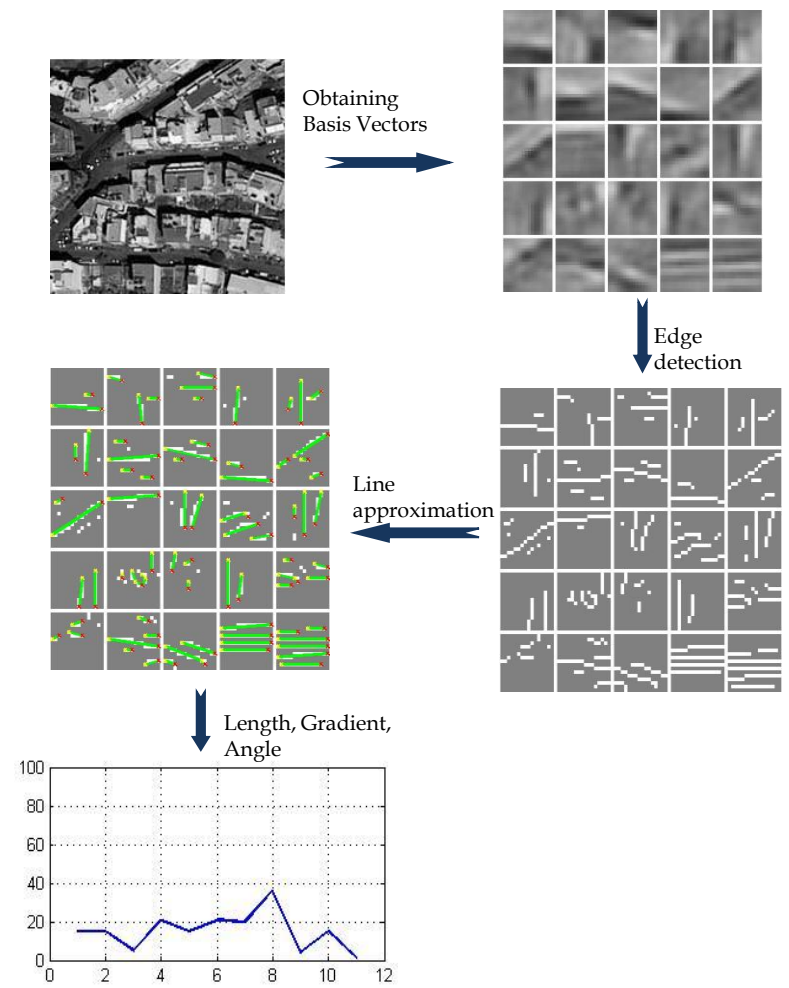 Obtaining
Basis Vectors
Edge
detection
Line
approximation
Length, Gradient,
Angle
100
80
60
40
20
0
0 2 4 6 8 10 12